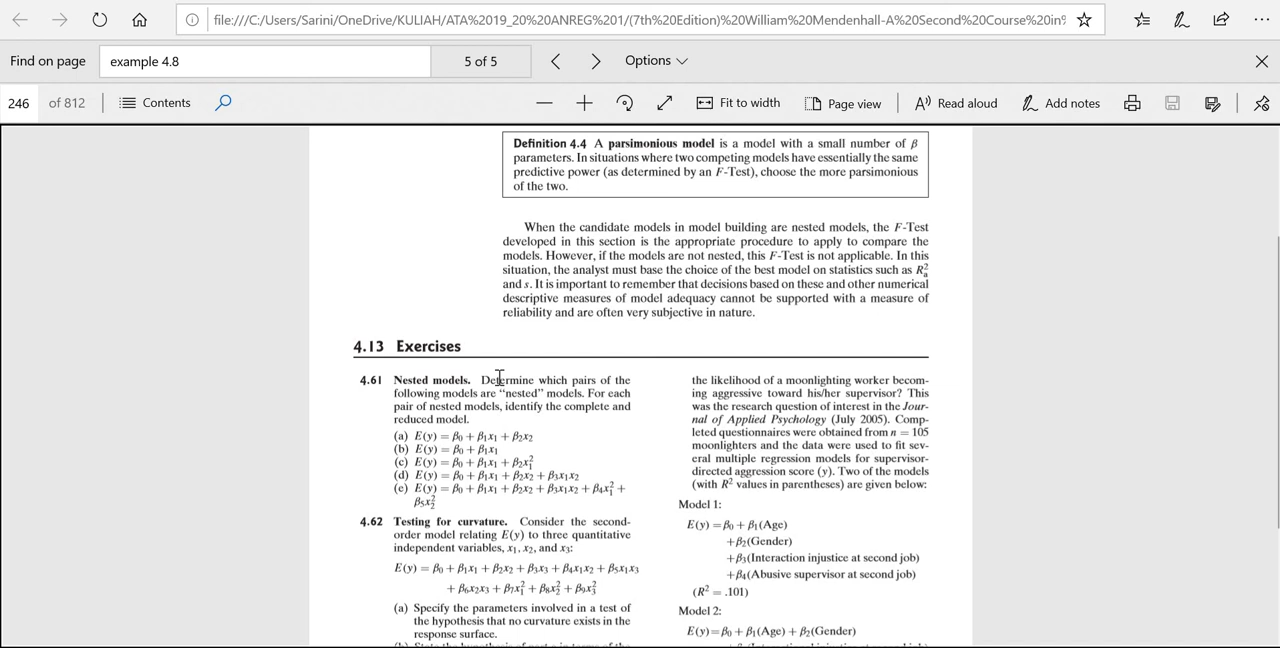 file:///C:/Users/Sarini/OneDrive/KULIAH/ATA%2019_20%20ANREG%201/(7th%20Edition)%20William%20Mendenhall-A%20Second%20Course%20in%
Find on page
example 4.8
5 of 5
Options
246 of 812
Contents
Fit to width
Page view
Read aloud
Add notes
Definition 4.4 A parsimonious model is a model with a small number of β
parameters. In situations where two competing models have essentially the same
predictive power (as determined by an F-Test), choose the more parsimonious
of the two.
When the candidate models in model building are nested models, the F-Test
developed in this section is the appropriate procedure to apply to compare the
models. However, if the models are not nested, this F-Test is not applicable. In this
situation, the analyst must base the choice of the best model on statistics such as R²ₐ
and s. It is important to remember that decisions based on these and other numerical
descriptive measures of model adequacy cannot be supported with a measure of
reliability and are often very subjective in nature.
4.13 Exercises
4.61 Nested models. Determine which pairs of the
following models are “nested” models. For each
pair of nested models, identify the complete and
reduced model.
(a) E(y) = β₀ + β₁x₁ + β₂x₂
(b) E(y) = β₀ + β₁x₁
(c) E(y) = β₀ + β₁x₁ + β₂x₁²
(d) E(y) = β₀ + β₁x₁ + β₂x₂ + β₃x₁x₂
(e) E(y) = β₀ + β₁x₁ + β₂x₂ + β₃x₁x₂ + β₄x₁² +
β₅x₂²
4.62 Testing for curvature. Consider the second-
order model relating E(y) to three quantitative
independent variables, x₁, x₂, and x₃:
E(y) = β₀ + β₁x₁ + β₂x₂ + β₃x₃ + β₄x₁x₂ + β₅x₁x₃
+ β₆x₂x₃ + β₇x₁² + β₈x₂² + β₉x₃²
(a) Specify the parameters involved in a test of
the hypothesis that no curvature exists in the
response surface.
the likelihood of a moonlighting worker becom-
ing aggressive toward his/her supervisor? This
was the research question of interest in the Jour-
nal of Applied Psychology (July 2005). Comp-
leted questionnaires were obtained from n = 105
moonlighters and the data were used to fit sev-
eral multiple regression models for supervisor-
directed aggression score (y). Two of the models
(with R² values in parentheses) are given below:
Model 1:
E(y) =β₀ + β₁(Age)
+β₂(Gender)
+β₃(Interaction injustice at second job)
+β₄(Abusive supervisor at second job)
(R² = .101)
Model 2:
E(y)=β₀ + β₁(Age) + β₂(Gender)